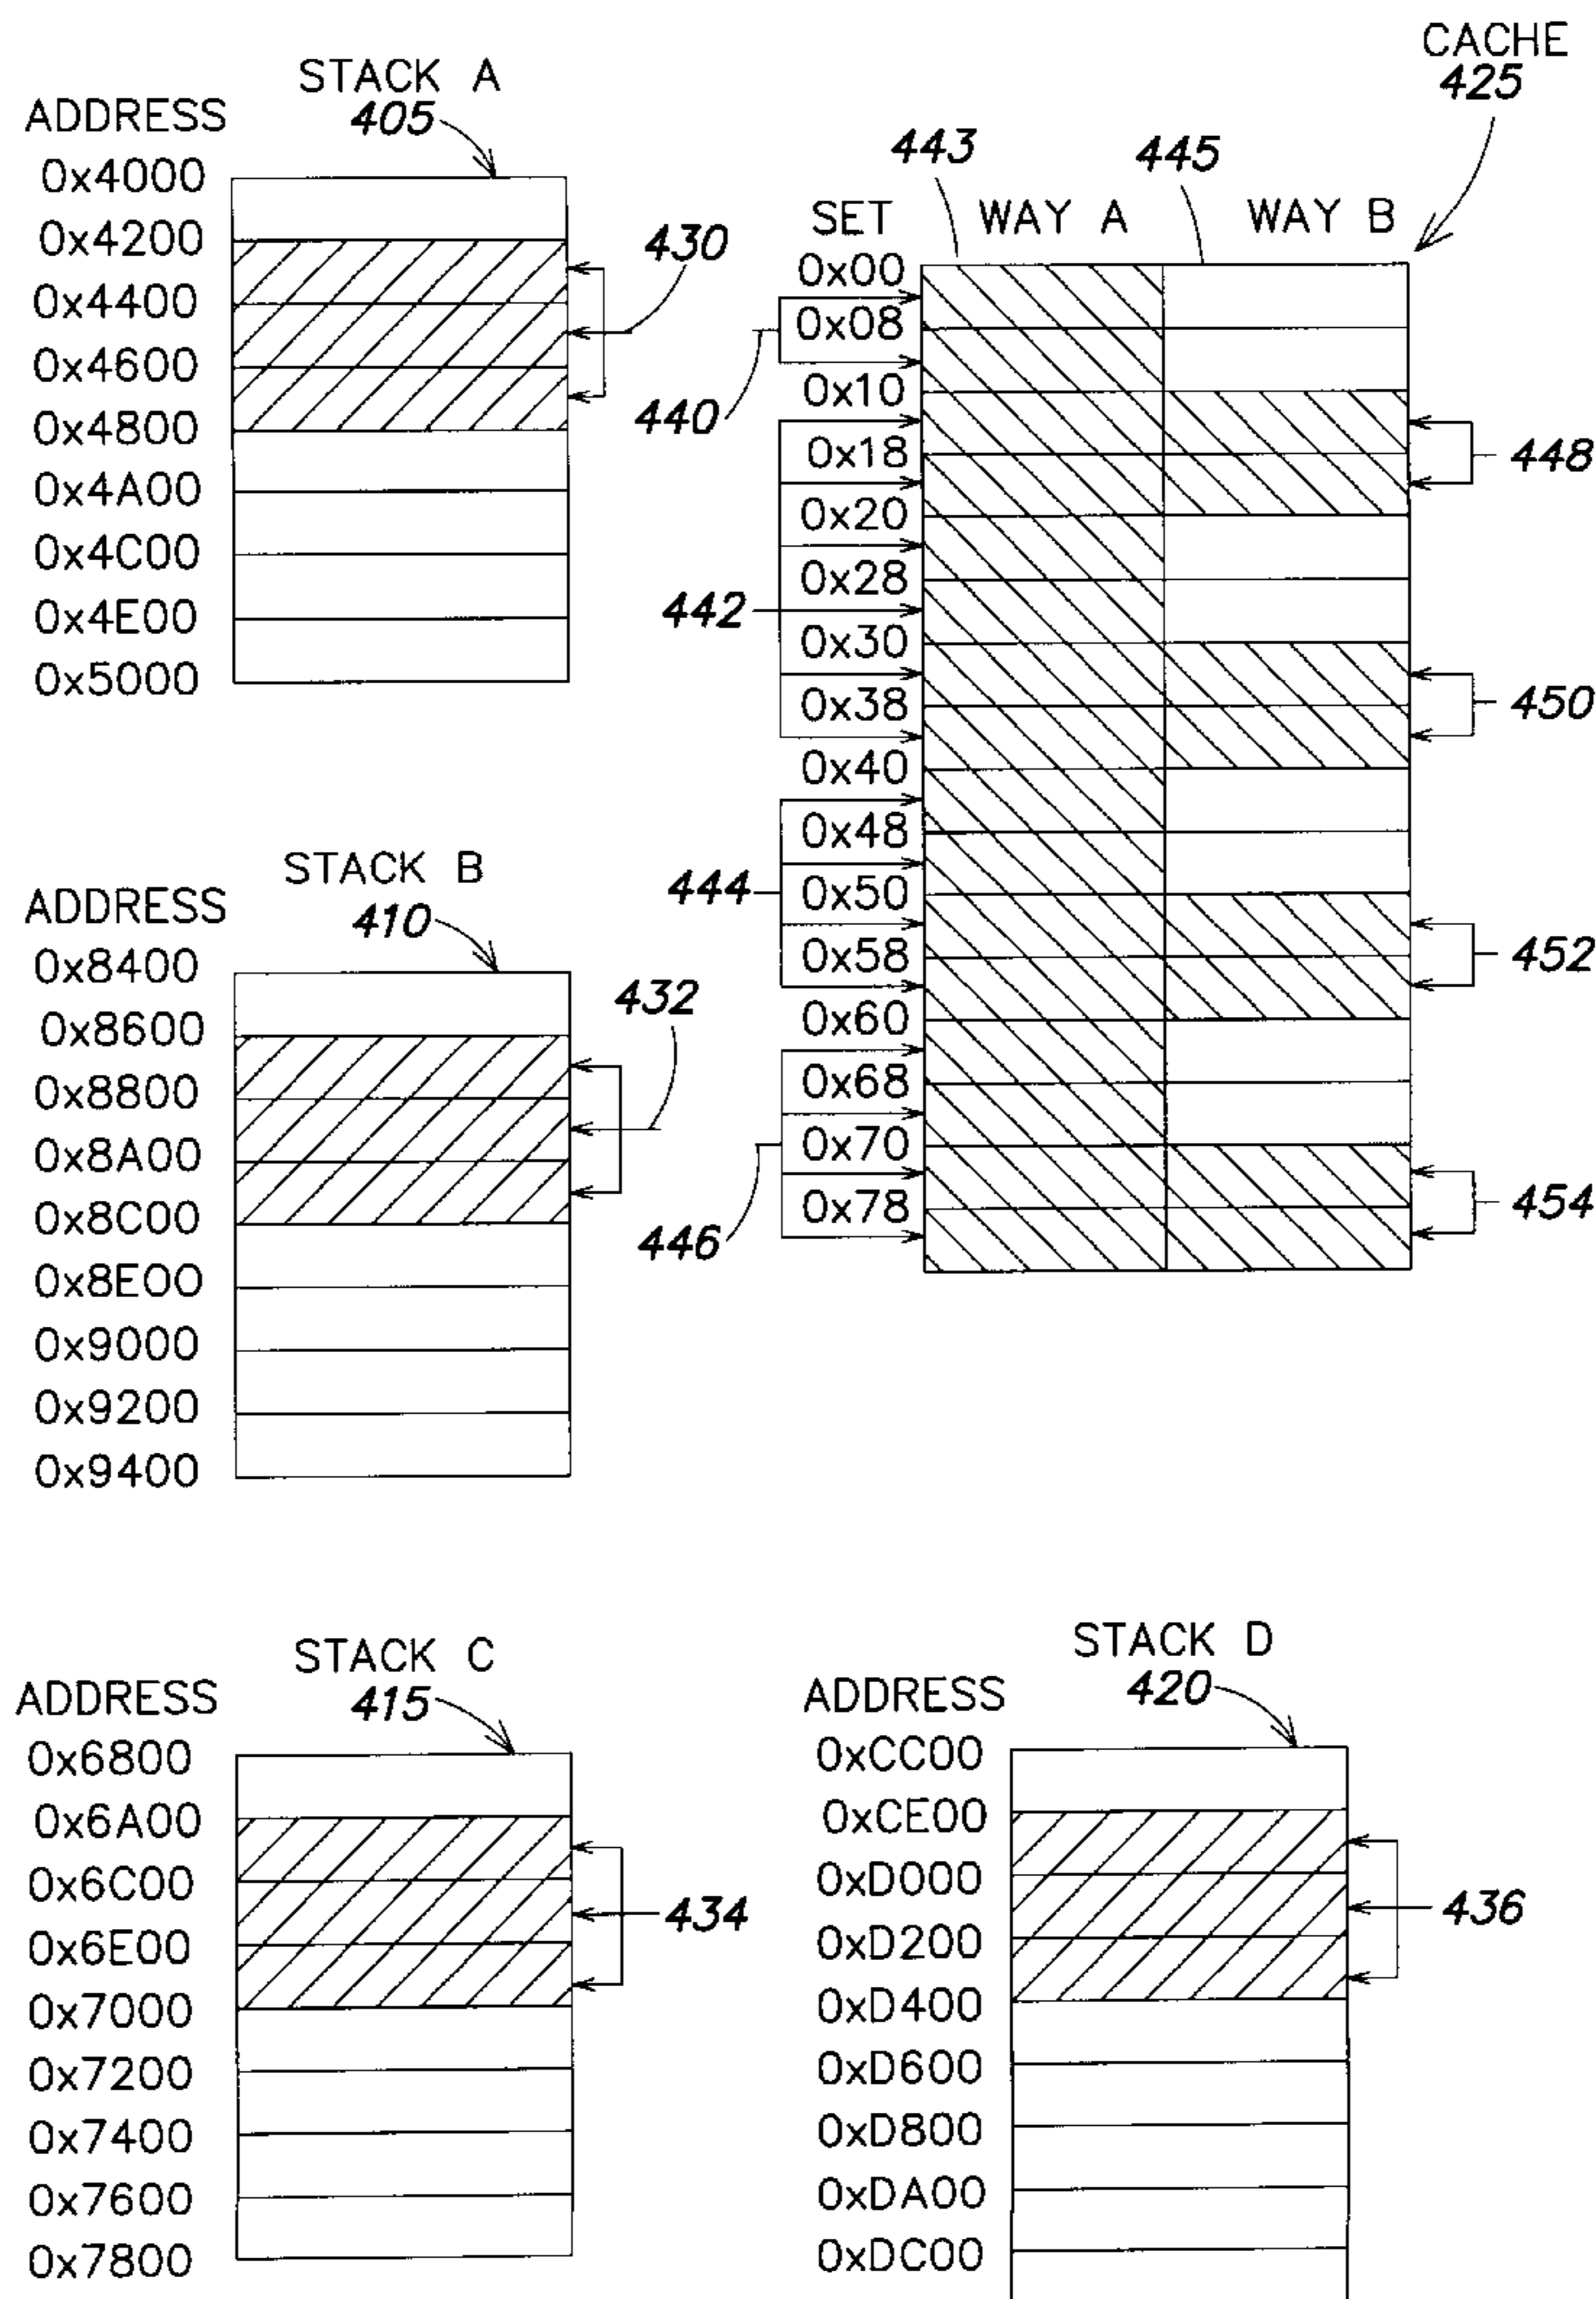 STACK A
405
ADDRESS
0x4000
0x4200
0x4400
0x4600
0x4800
0x4A00
0x4C00
0x4E00
0x5000
430
CACHE
425
443
445
SET
WAY A
WAY B
0x00
0x08
0x10
0x18
0x20
0x28
0x30
0x38
0x40
0x48
0x50
0x58
0x60
0x68
0x70
0x78
440
442
444
446
448
450
452
454
STACK B
410
ADDRESS
0x8400
0x8600
0x8800
0x8A00
0x8C00
0x8E00
0x9000
0x9200
0x9400
432
STACK C
415
ADDRESS
0x6800
0x6A00
0x6C00
0x6E00
0x7000
0x7200
0x7400
0x7600
0x7800
434
STACK D
420
ADDRESS
0xCC00
0xCE00
0xD000
0xD200
0xD400
0xD600
0xD800
0xDA00
0xDC00
436